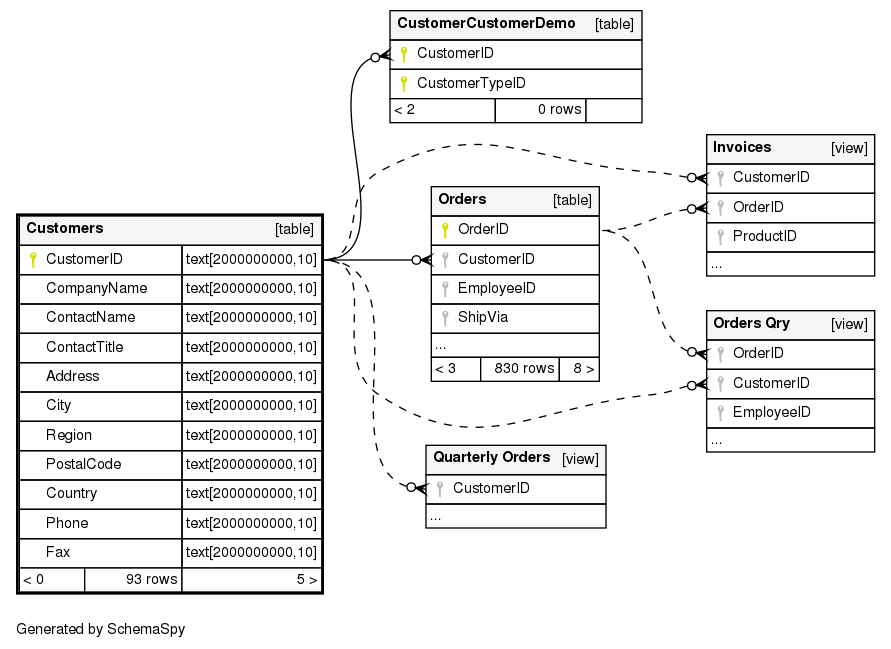 CustomerCustomerDemo [table]
CustomerID
CustomerTypeID
< 2 0 rows
Invoices [view]
CustomerID
OrderID
ProductID
...
Orders [table]
OrderID
CustomerID
EmployeeID
ShipVia
...
< 3 830 rows 8 >
Customers [table]
CustomerID text[2000000000,10]
CompanyName text[2000000000,10]
ContactName text[2000000000,10]
ContactTitle text[2000000000,10]
Address text[2000000000,10]
City text[2000000000,10]
Region text[2000000000,10]
PostalCode text[2000000000,10]
Country text[2000000000,10]
Phone text[2000000000,10]
Fax text[2000000000,10]
< 0 93 rows 5 >
Orders Qry [view]
OrderID
CustomerID
EmployeeID
...
Quarterly Orders [view]
CustomerID
...
Generated by SchemaSpy